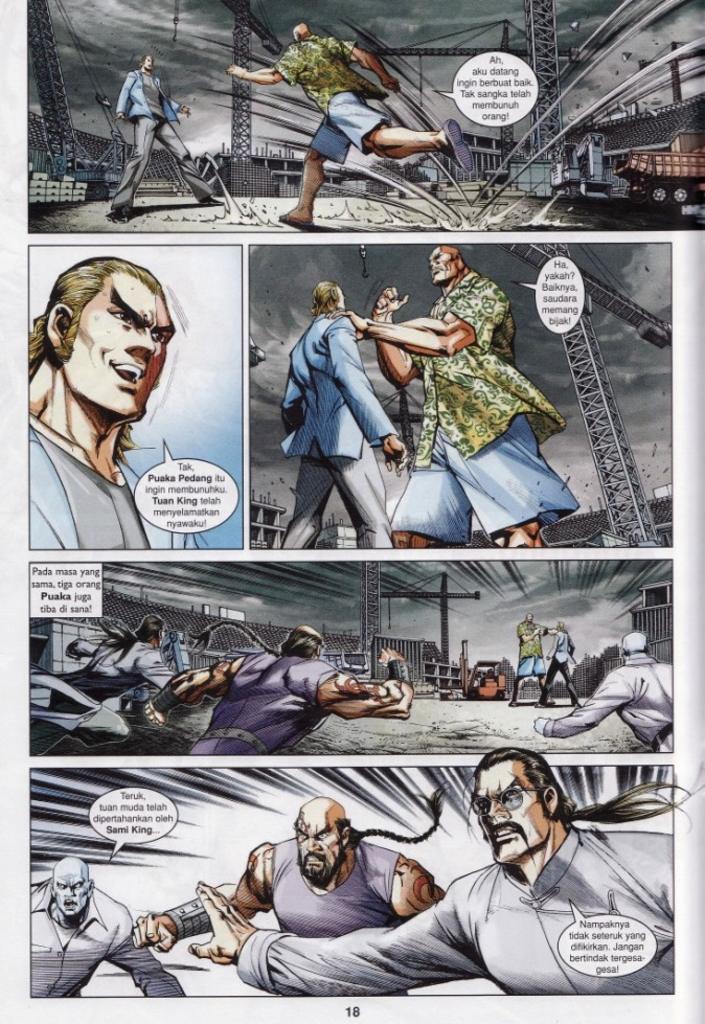 Ah,
aku datang
ingin berbuat baik.
Tak sangka telah
membunuh
orang!
Tak,
Puaka Pedang itu
ingin membunuhku.
Tuan King telah
menyelamatkan
nyawaku!
Ha,
yakah?
Baiknya,
saudara
memang
bijak!
Pada masa yang
sama, tiga orang
Puaka juga
tiba di sana!
Teruk,
tuan muda telah
dipertahankan oleh
Sami King...
Nampaknya
tidak seteruk yang
difikirkan. Jangan
bertindak tergesa-
gesa!
18